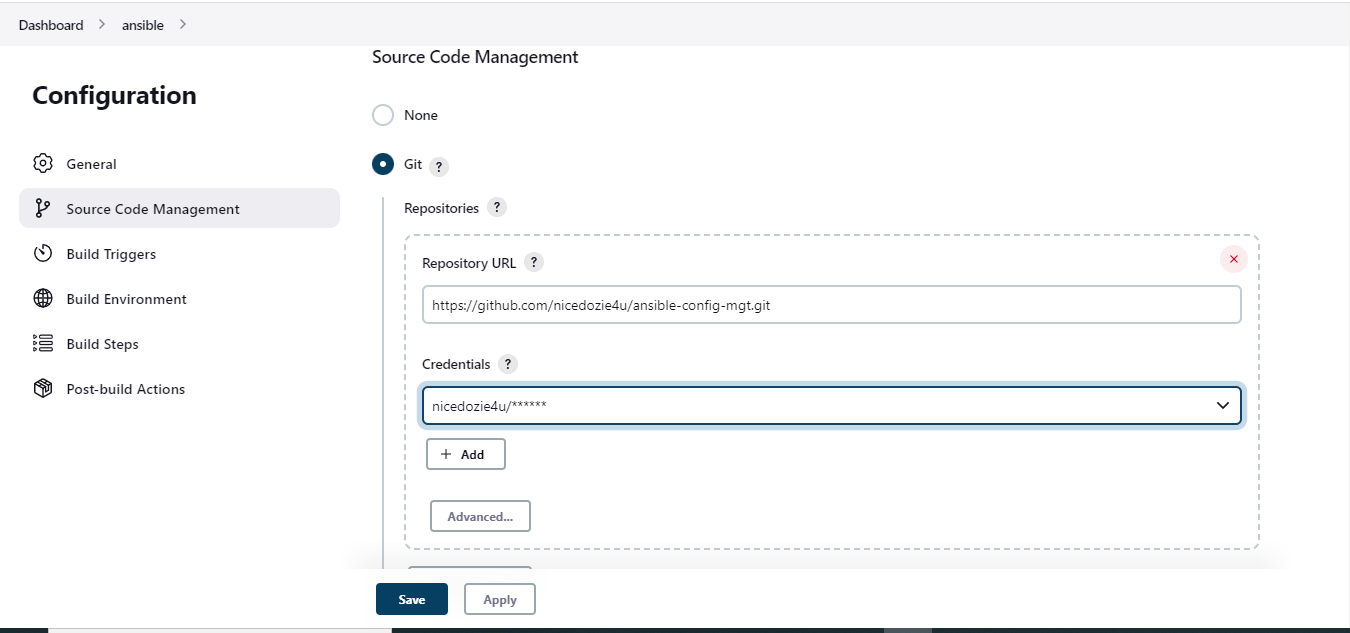 Dashboard > ansible >
Configuration
General
Source Code Management
Build Triggers
Build Environment
Build Steps
Post-build Actions
Source Code Management
None
Git ?
Repositories ?
Repository URL ?
https://github.com/nicedozie4u/ansible-config-mgt.git
Credentials ?
nicedozie4u/******
+ Add
Advanced...
Save
Apply